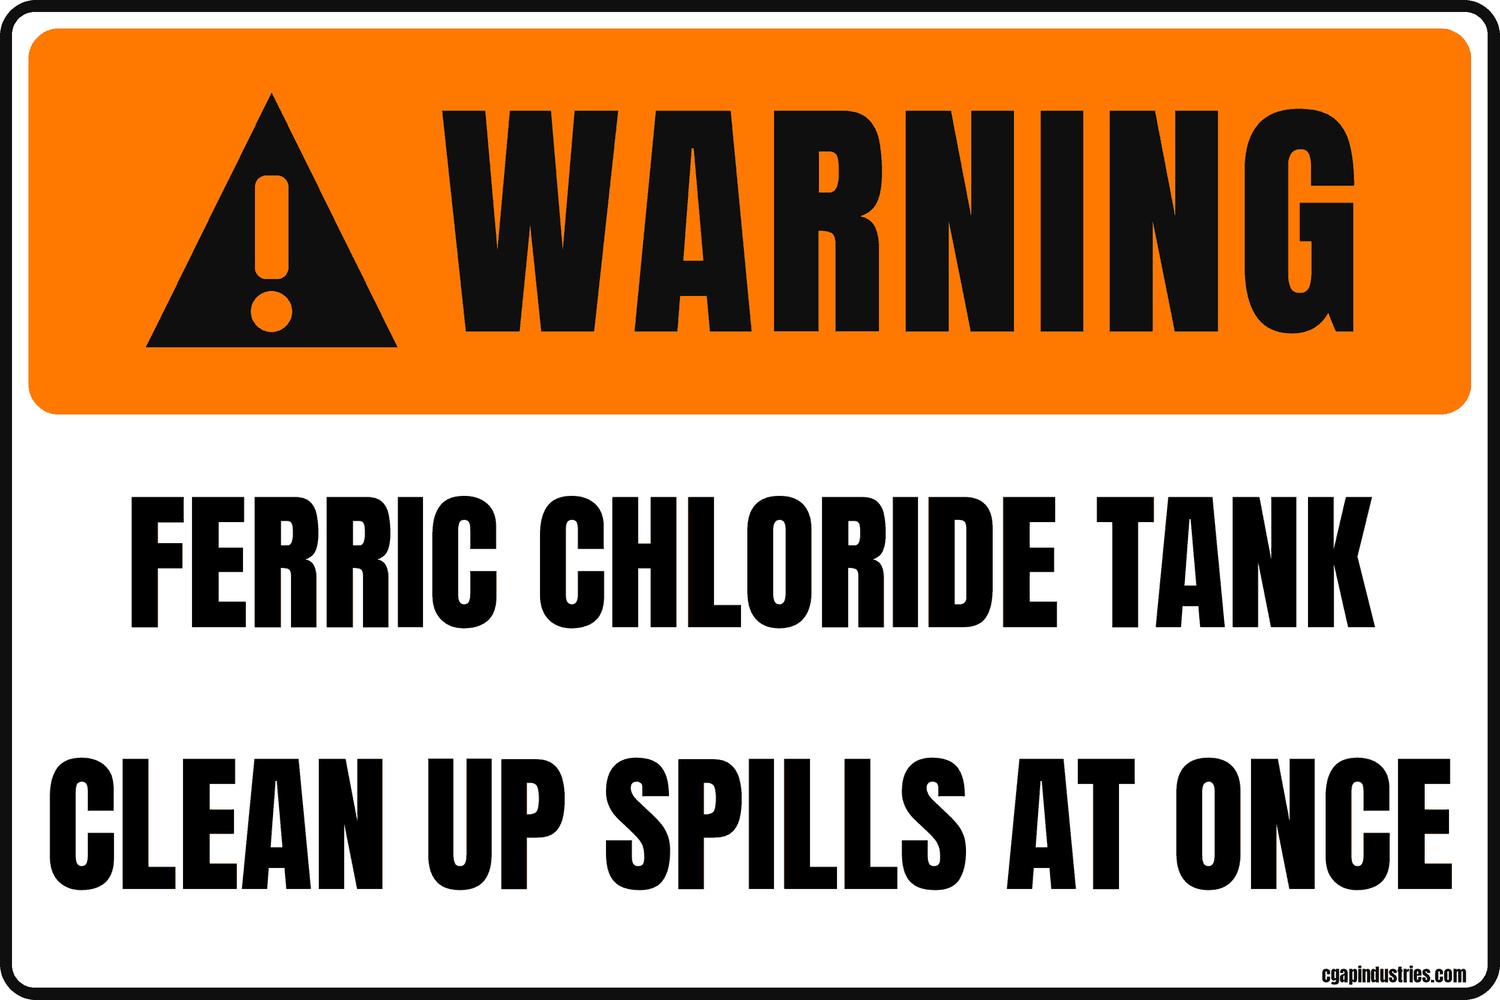 WARNING
FERRIC CHLORIDE TANK
CLEAN UP SPILLS AT ONCE
cgapindustries.com